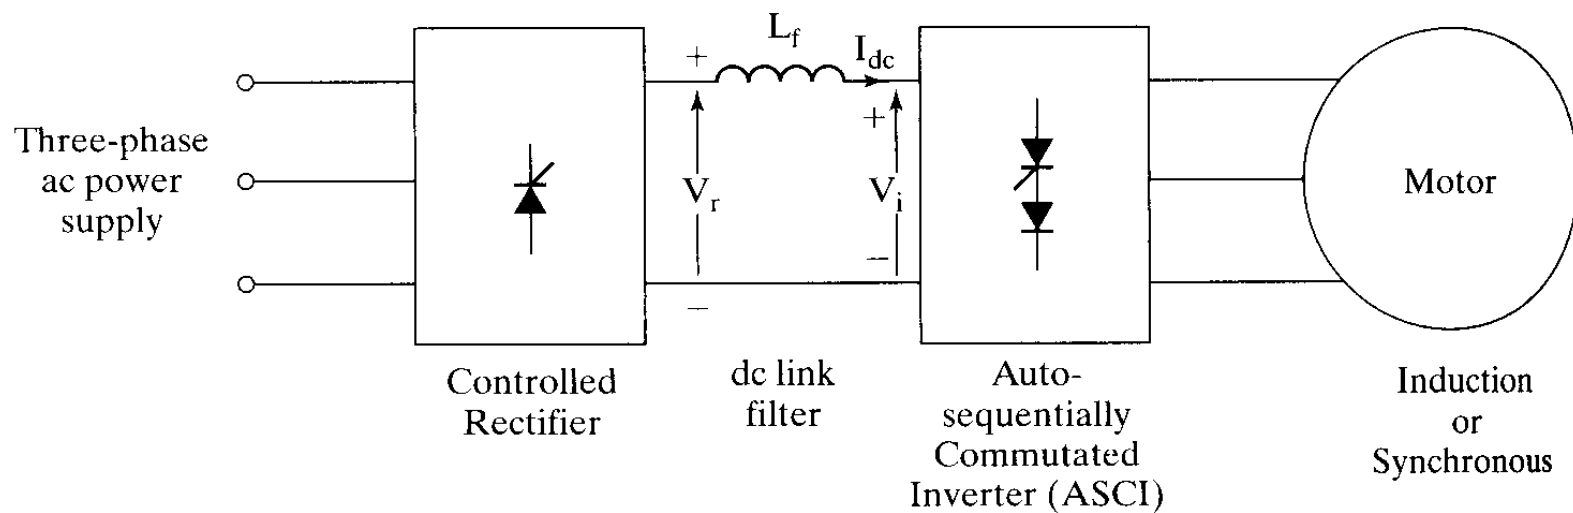 L_f
I_dc
+
+
Three-phase
ac power
supply
V_r
V_i
Motor
−
−
Controlled
Rectifier
dc link
filter
Auto-
sequentially
Commutated
Inverter (ASCI)
Induction
or
Synchronous